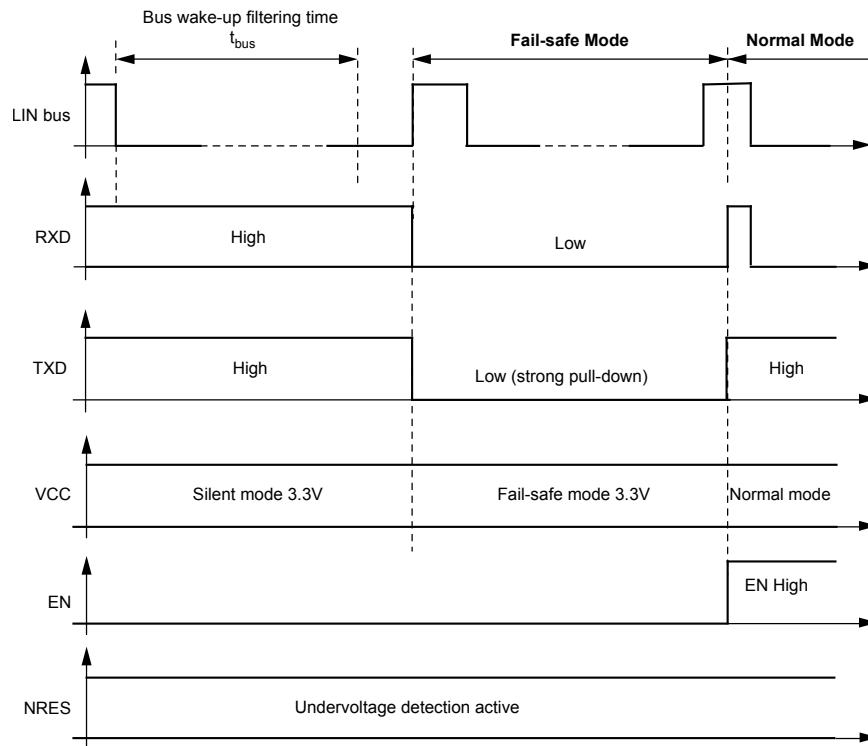 Bus wake-up filtering time
tbus
Fail-safe Mode
Normal Mode
LIN bus
RXD
High
Low
TXD
High
Low (strong pull-down)
High
VCC
Silent mode 3.3V
Fail-safe mode 3.3V
Normal mode
EN
EN High
NRES
Undervoltage detection active